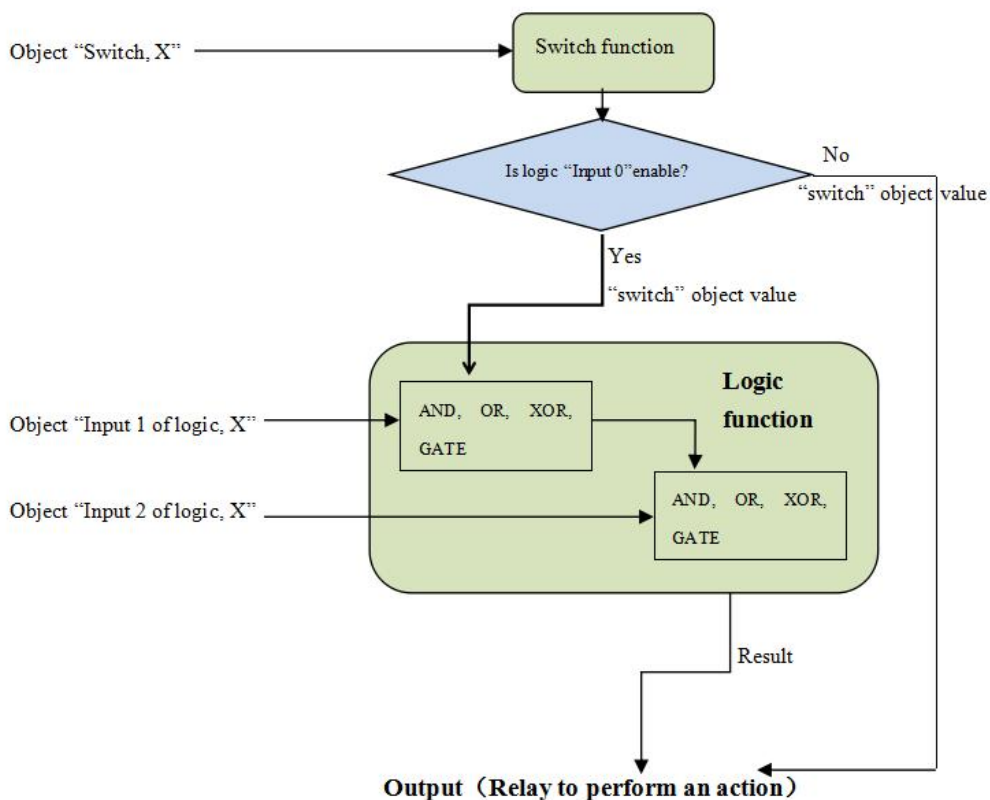 Object “Switch, X”
Switch function
Is logic “Input 0”enable?
No
“switch” object value
Yes
“switch” object value
Logic
function
Object “Input 1 of logic, X”
AND, OR, XOR,
GATE
Object “Input 2 of logic, X”
AND, OR, XOR,
GATE
Result
Output（Relay to perform an action）